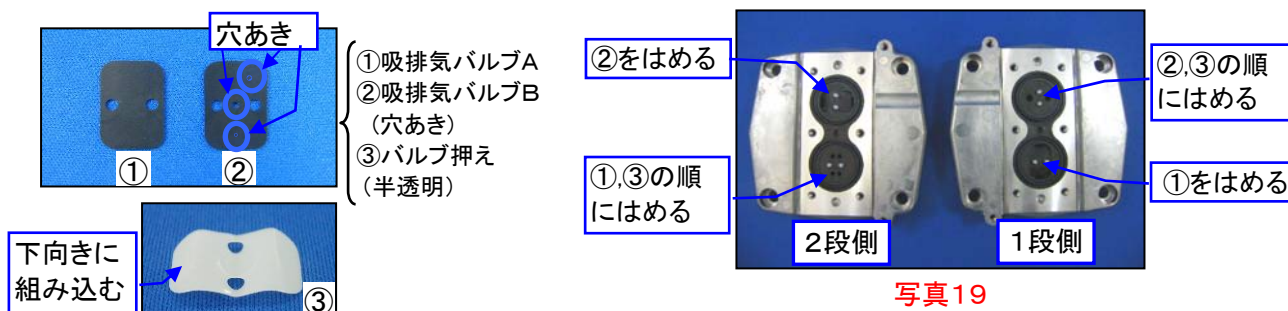 穴あき
①
②
①吸排気バルブA
②吸排気バルブB
（穴あき）
③バルブ押え
（半透明）
下向きに
組み込む
③
②をはめる
①,③の順
にはめる
②,③の順
にはめる
①をはめる
２段側
１段側
写真１９